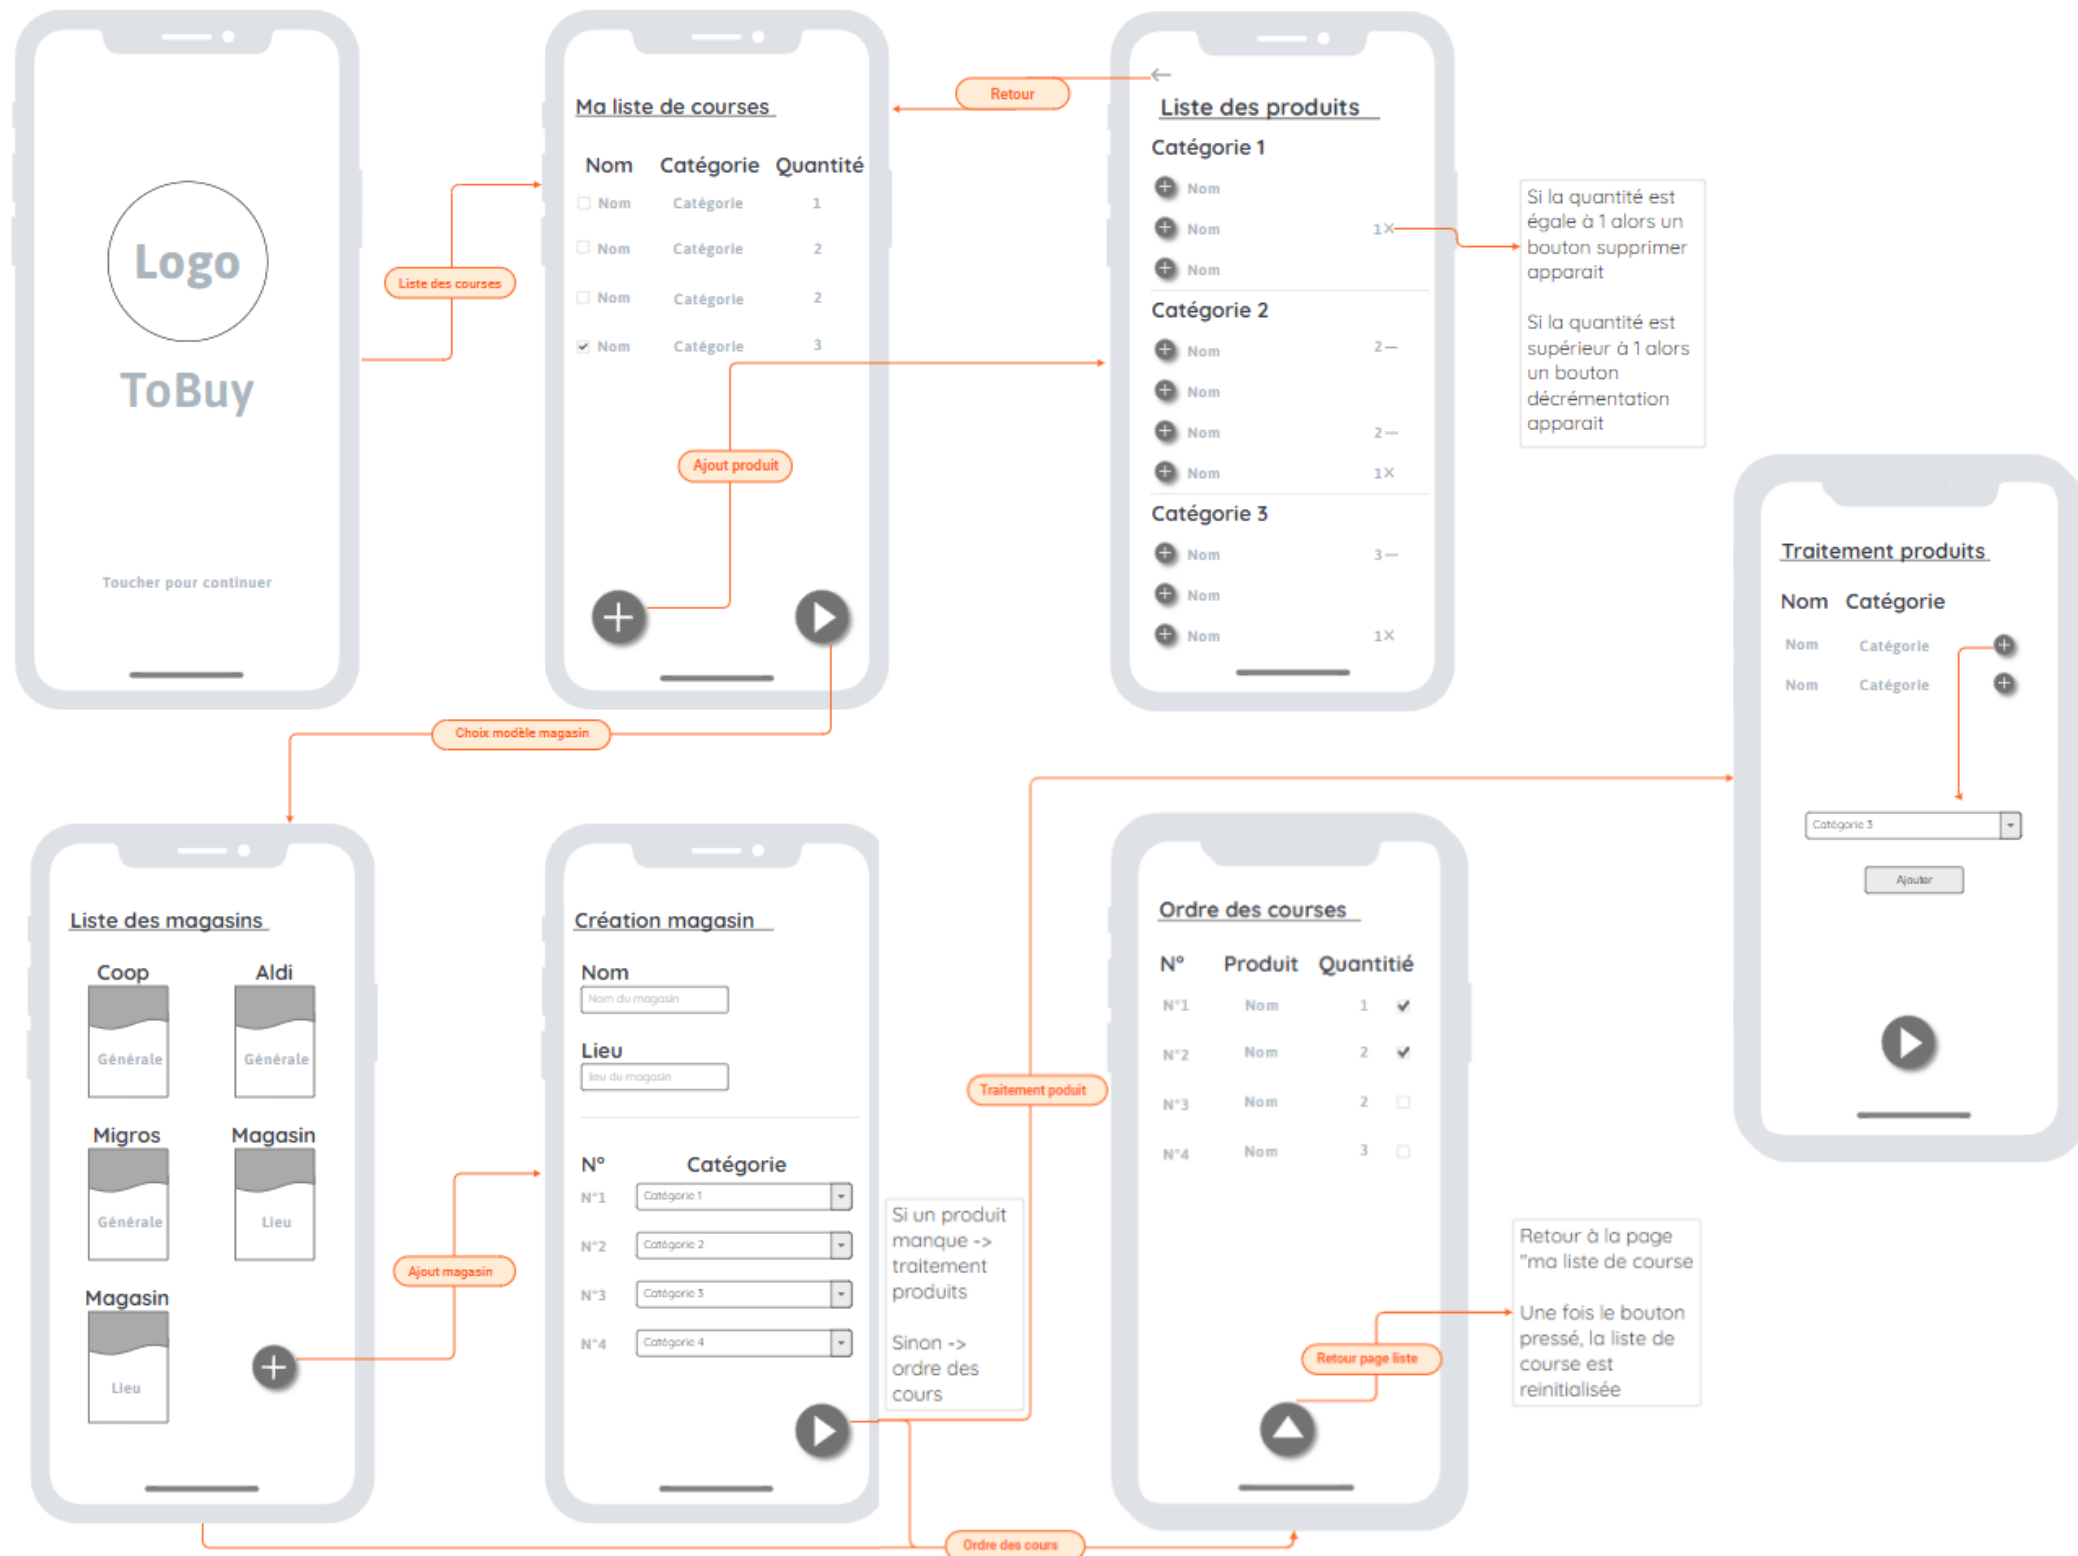 Logo
ToBuy
Toucher pour continuer
Liste des courses
Ma liste de courses
Nom Catégorie Quantité
Nom Catégorie 1
Nom Catégorie 2
Nom Catégorie 2
Nom Catégorie 3
Ajout produit
Retour
Liste des produits
Catégorie 1
Nom
Nom 1X
Nom
Catégorie 2
Nom 2—
Nom
Nom 2—
Nom 1X
Catégorie 3
Nom 3—
Nom
Nom 1X
Si la quantité est
égale à 1 alors un
bouton supprimer
apparait
Si la quantité est
supérieur à 1 alors
un bouton
décrémentation
apparait
Traitement produits
Nom Catégorie
Nom Catégorie
Nom Catégorie
Catégorie 3
Ajouter
Choix modèle magasin
Liste des magasins
Coop Aldi
Générale Générale
Migros Magasin
Générale Lieu
Magasin
Lieu
Ajout magasin
Création magasin
Nom
Nom du magasin
Lieu
lieu du magasin
N° Catégorie
N°1 Catégorie 1
N°2 Catégorie 2
N°3 Catégorie 3
N°4 Catégorie 4
Si un produit
manque ->
traitement
produits
Sinon ->
ordre des
cours
Traitement poduit
Ordre des courses
N° Produit Quantitié
N°1 Nom 1
N°2 Nom 2
N°3 Nom 2
N°4 Nom 3
Retour page liste
Retour à la page
"ma liste de course
Une fois le bouton
pressé, la liste de
course est
reinitialisée
Ordre des cours